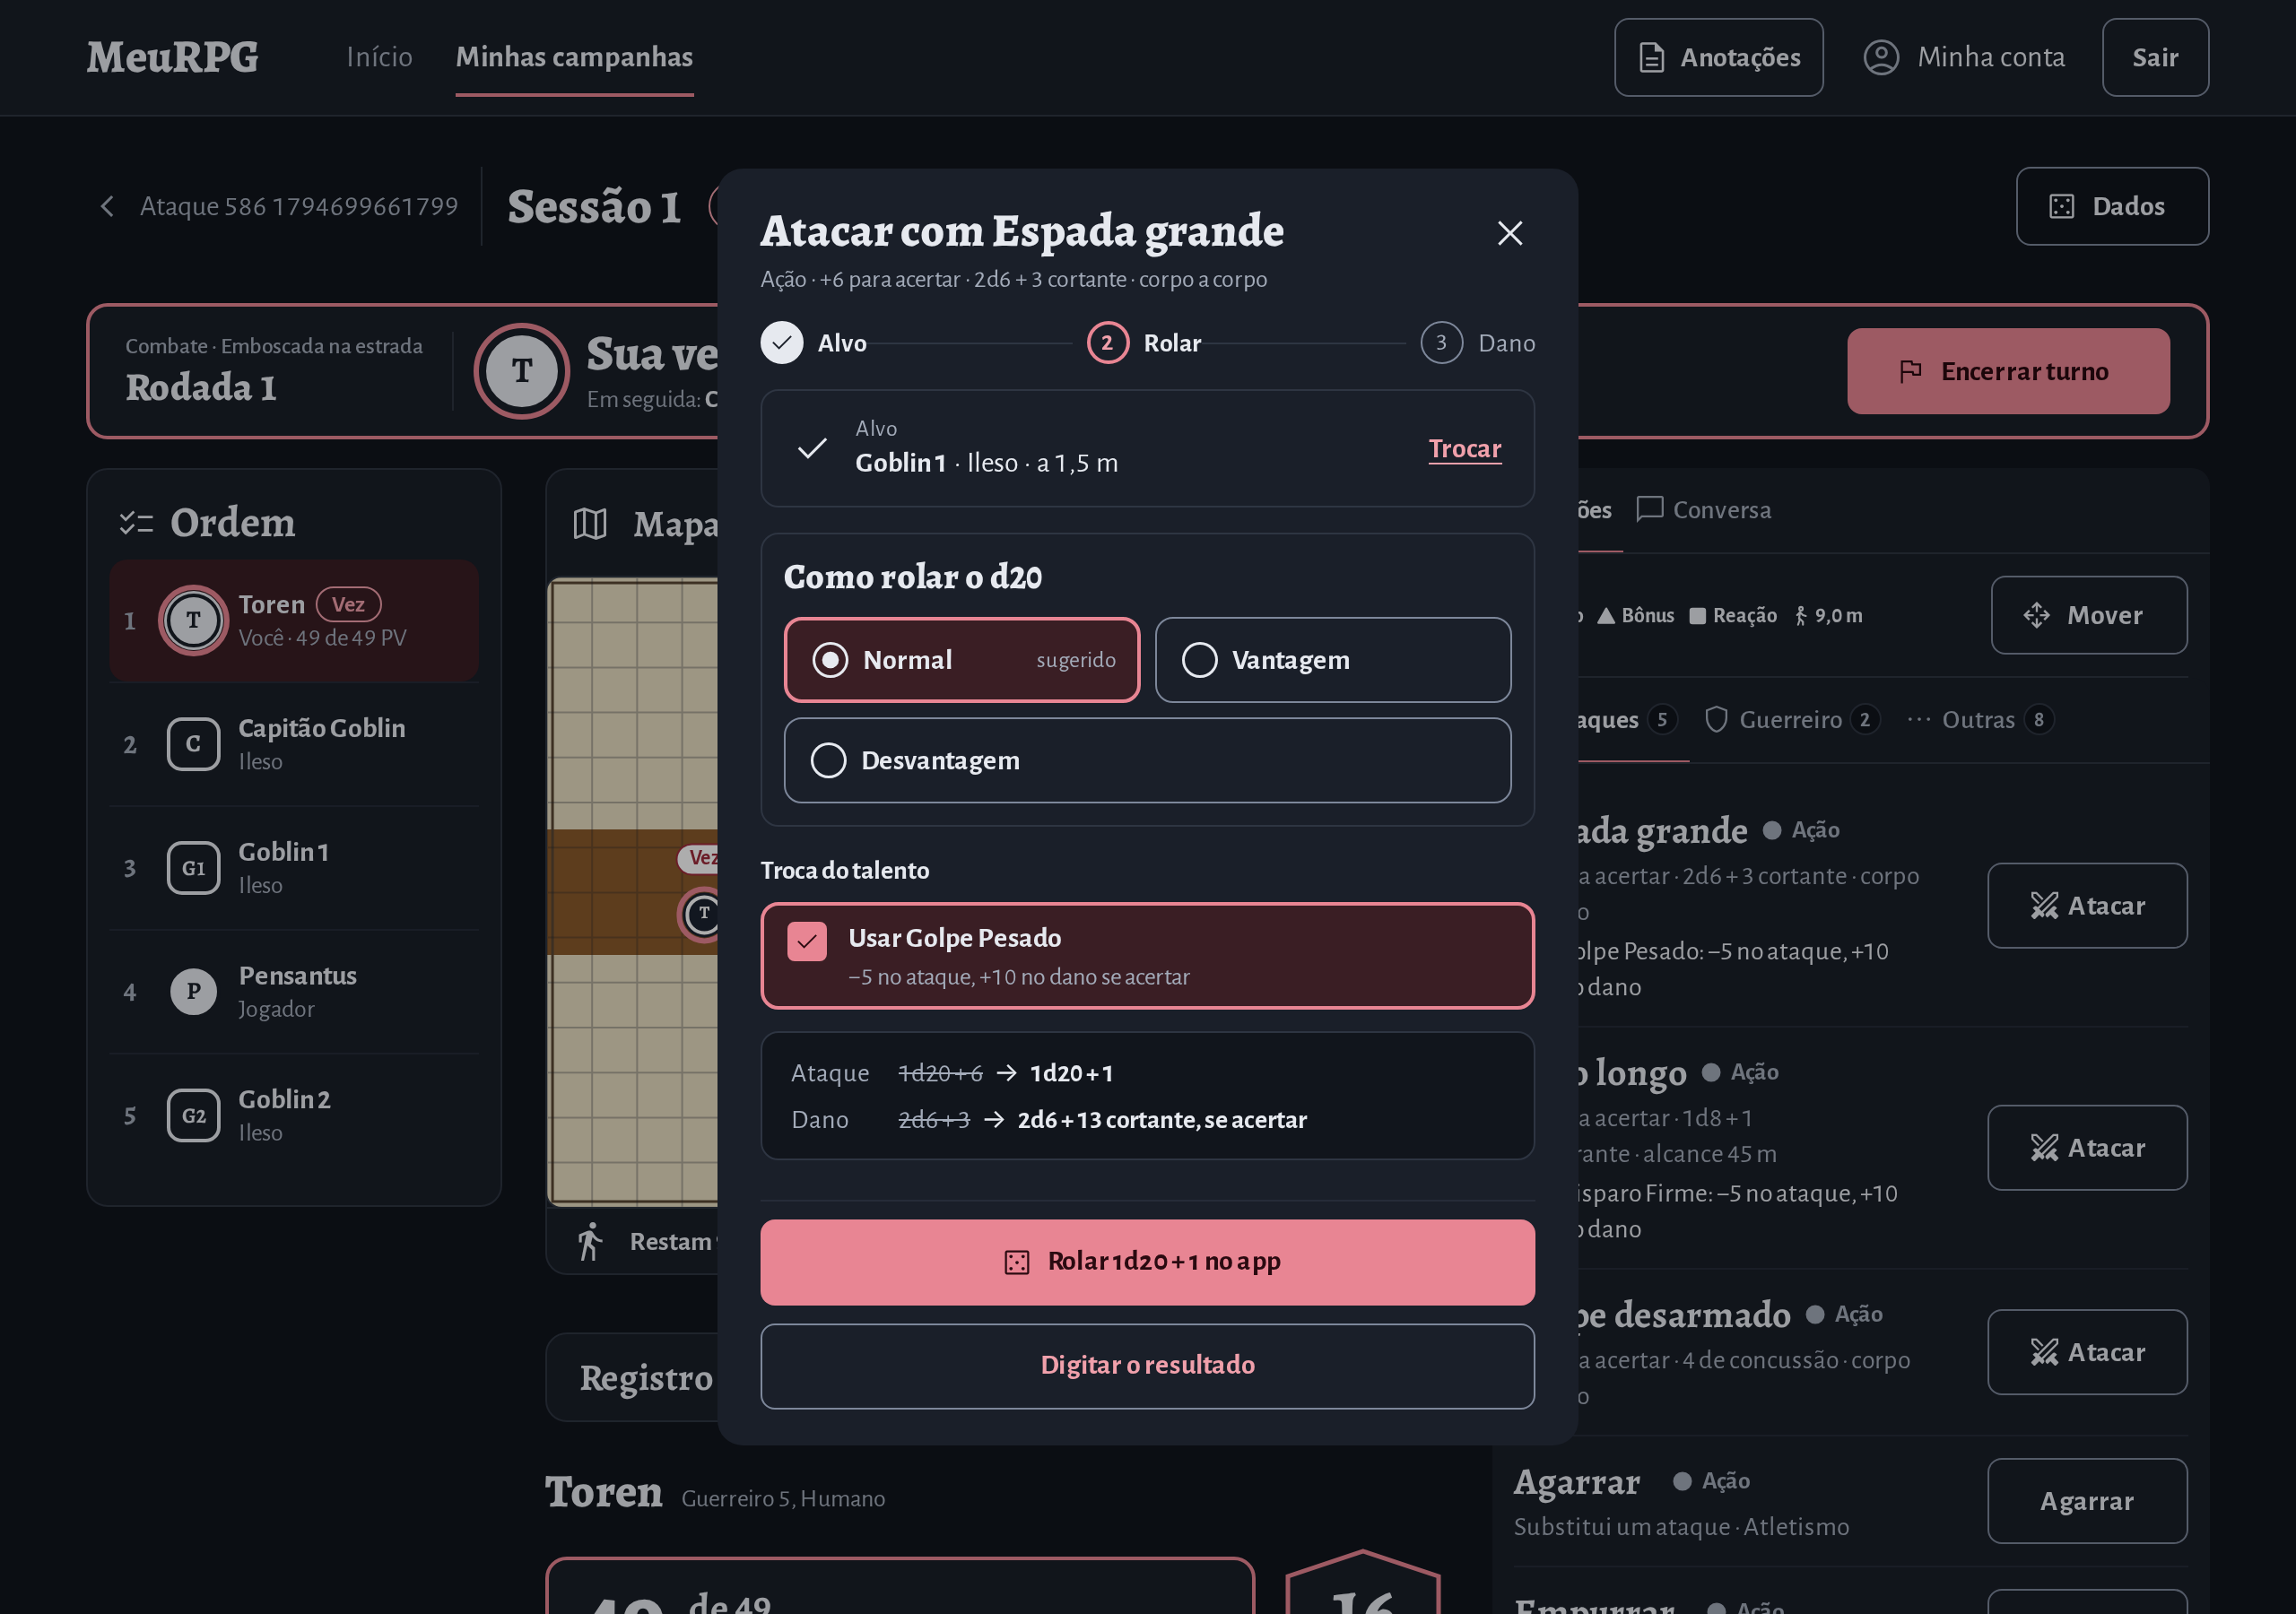 MeuRPG
Início
Minhas campanhas
Anotações
Minha conta
Sair
Ataque 586 1794699661799
Sessão 1
Dados
Combate · Emboscada na estrada
Rodada 1
T
Em seguida:
Encerrar turno
Ordem
1
T
Toren
Vez
Você · 49 de 49 PV
2
C
Capitão Goblin
Ileso
3
G1
Goblin 1
Ileso
4
P
Pensantus
Jogador
5
G2
Goblin 2
Ileso
Mapa
Vez
T
Restam
Registro
Toren
Guerreiro 5, Humano
de 49
16
Atacar com Espada grande
Ação · +6 para acertar · 2d6 + 3 cortante · corpo a corpo
Alvo
2
Rolar
3
Dano
Alvo
Goblin 1 · Ileso · a 1,5 m
Trocar
Como rolar o d20
Normal
sugerido
Vantagem
Desvantagem
Troca do talento
Usar Golpe Pesado
−5 no ataque, +10 no dano se acertar
Ataque 1d20 + 6 → 1d20 + 1
Dano 2d6 + 3 → 2d6 + 13 cortante, se acertar
Rolar 1d20 + 1 no app
Digitar o resultado
Conversa
Bônus
Reação
9,0 m
Mover
5
Guerreiro
2
Outras
8
grande
Ação
a acertar · 2d6 + 3 cortante · corpo
Pesado: −5 no ataque, +10
dano
Atacar
longo
Ação
a acertar · 1d8 + 1
alcance 45 m
Firme: −5 no ataque, +10
dano
Atacar
desarmado
Ação
a acertar · 4 de concussão · corpo
Atacar
Agarrar
Ação
Substitui um ataque · Atletismo
Agarrar
Empurrar
Ação